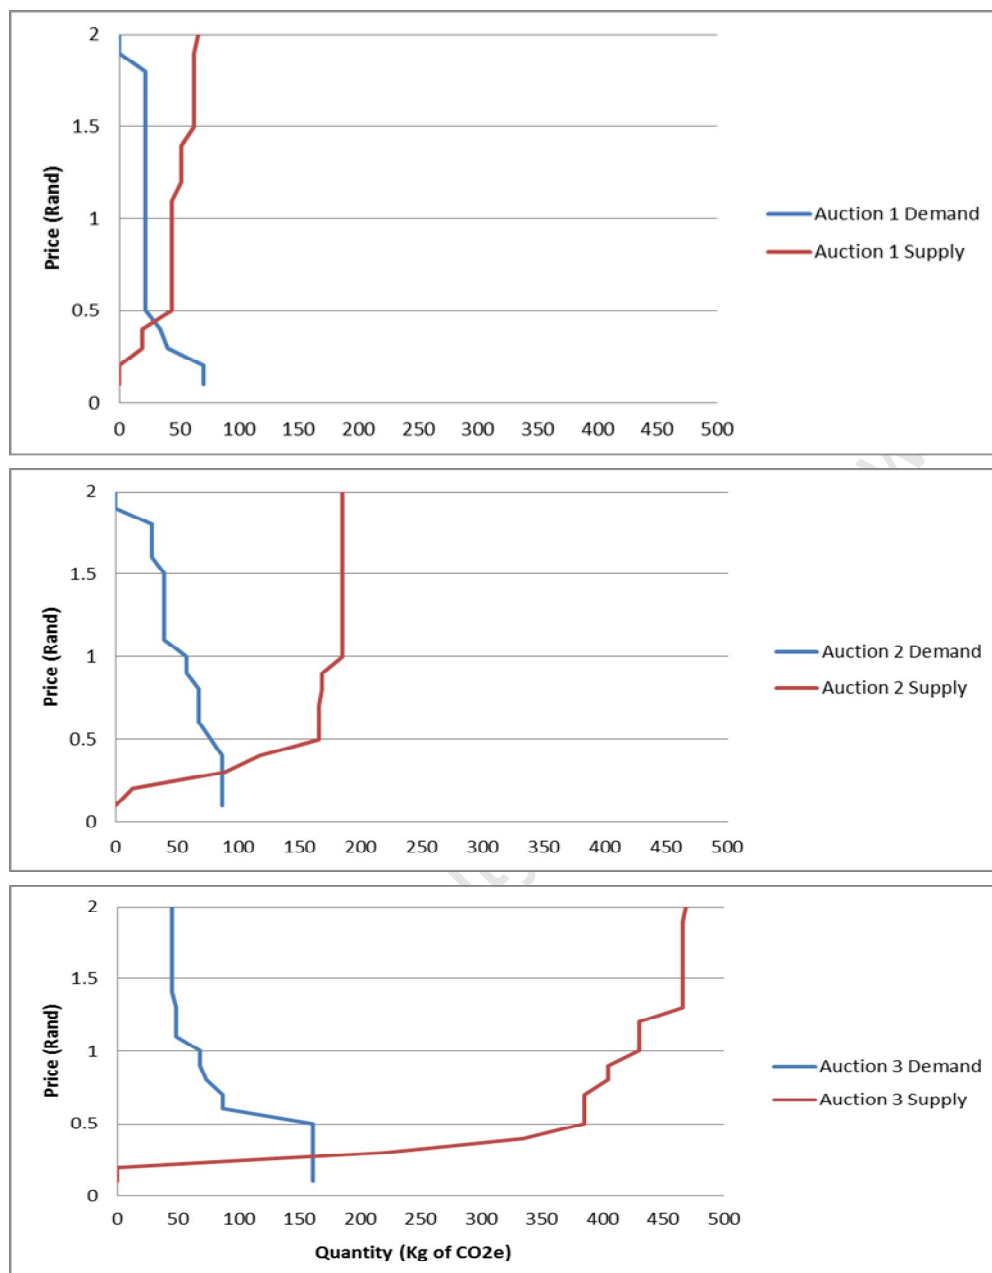 2
1.5
1
0.5
0
Price (Rand)
0 50 100 150 200 250 300 350 400 450 500
Auction 1 Demand
Auction 1 Supply
2
1.5
1
0.5
0
Price (Rand)
0 50 100 150 200 250 300 350 400 450 500
Auction 2 Demand
Auction 2 Supply
2
1.5
1
0.5
0
Price (Rand)
0 50 100 150 200 250 300 350 400 450 500
Quantity (Kg of CO2e)
Auction 3 Demand
Auction 3 Supply